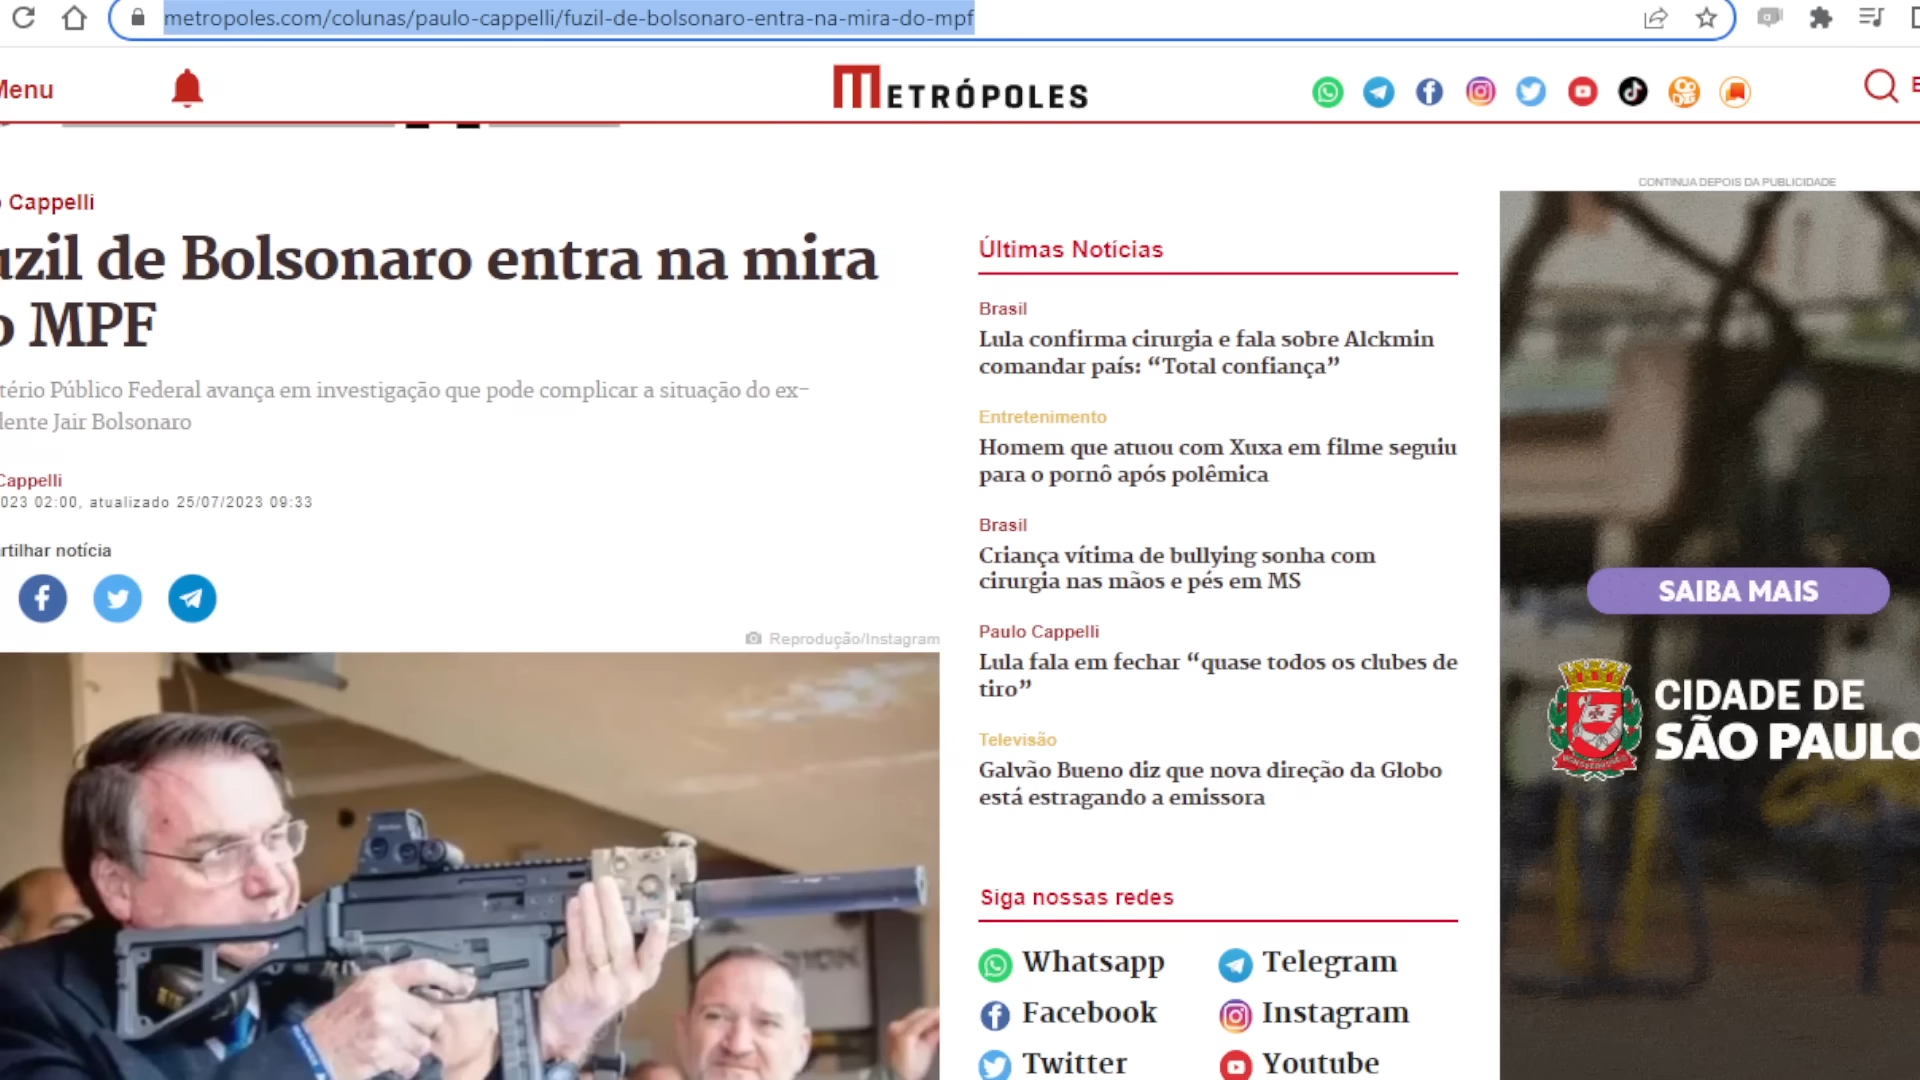 metropoles.com/colunas/paulo-cappelli/fuzil-de-bolsonaro-entra-na-mira-do-mpf
Menu
METRÓPOLES
CONTINUA DEPOIS DA PUBLICIDADE
Cappelli
uzil de Bolsonaro entra na mira
o MPF
tério Público Federal avança em investigação que pode complicar a situação do ex-
dente Jair Bolsonaro
Cappelli
023 02:00, atualizado 25/07/2023 09:33
rtilhar notícia
Reprodução/Instagram
Últimas Notícias
Brasil
Lula confirma cirurgia e fala sobre Alckmin
comandar país: “Total confiança”
Entretenimento
Homem que atuou com Xuxa em filme seguiu
para o pornô após polêmica
Brasil
Criança vítima de bullying sonha com
cirurgia nas mãos e pés em MS
Paulo Cappelli
Lula fala em fechar “quase todos os clubes de
tiro”
Televisão
Galvão Bueno diz que nova direção da Globo
está estragando a emissora
Siga nossas redes
Whatsapp
Telegram
Facebook
Instagram
Twitter
Youtube
SAIBA MAIS
CIDADE DE
SÃO PAULO